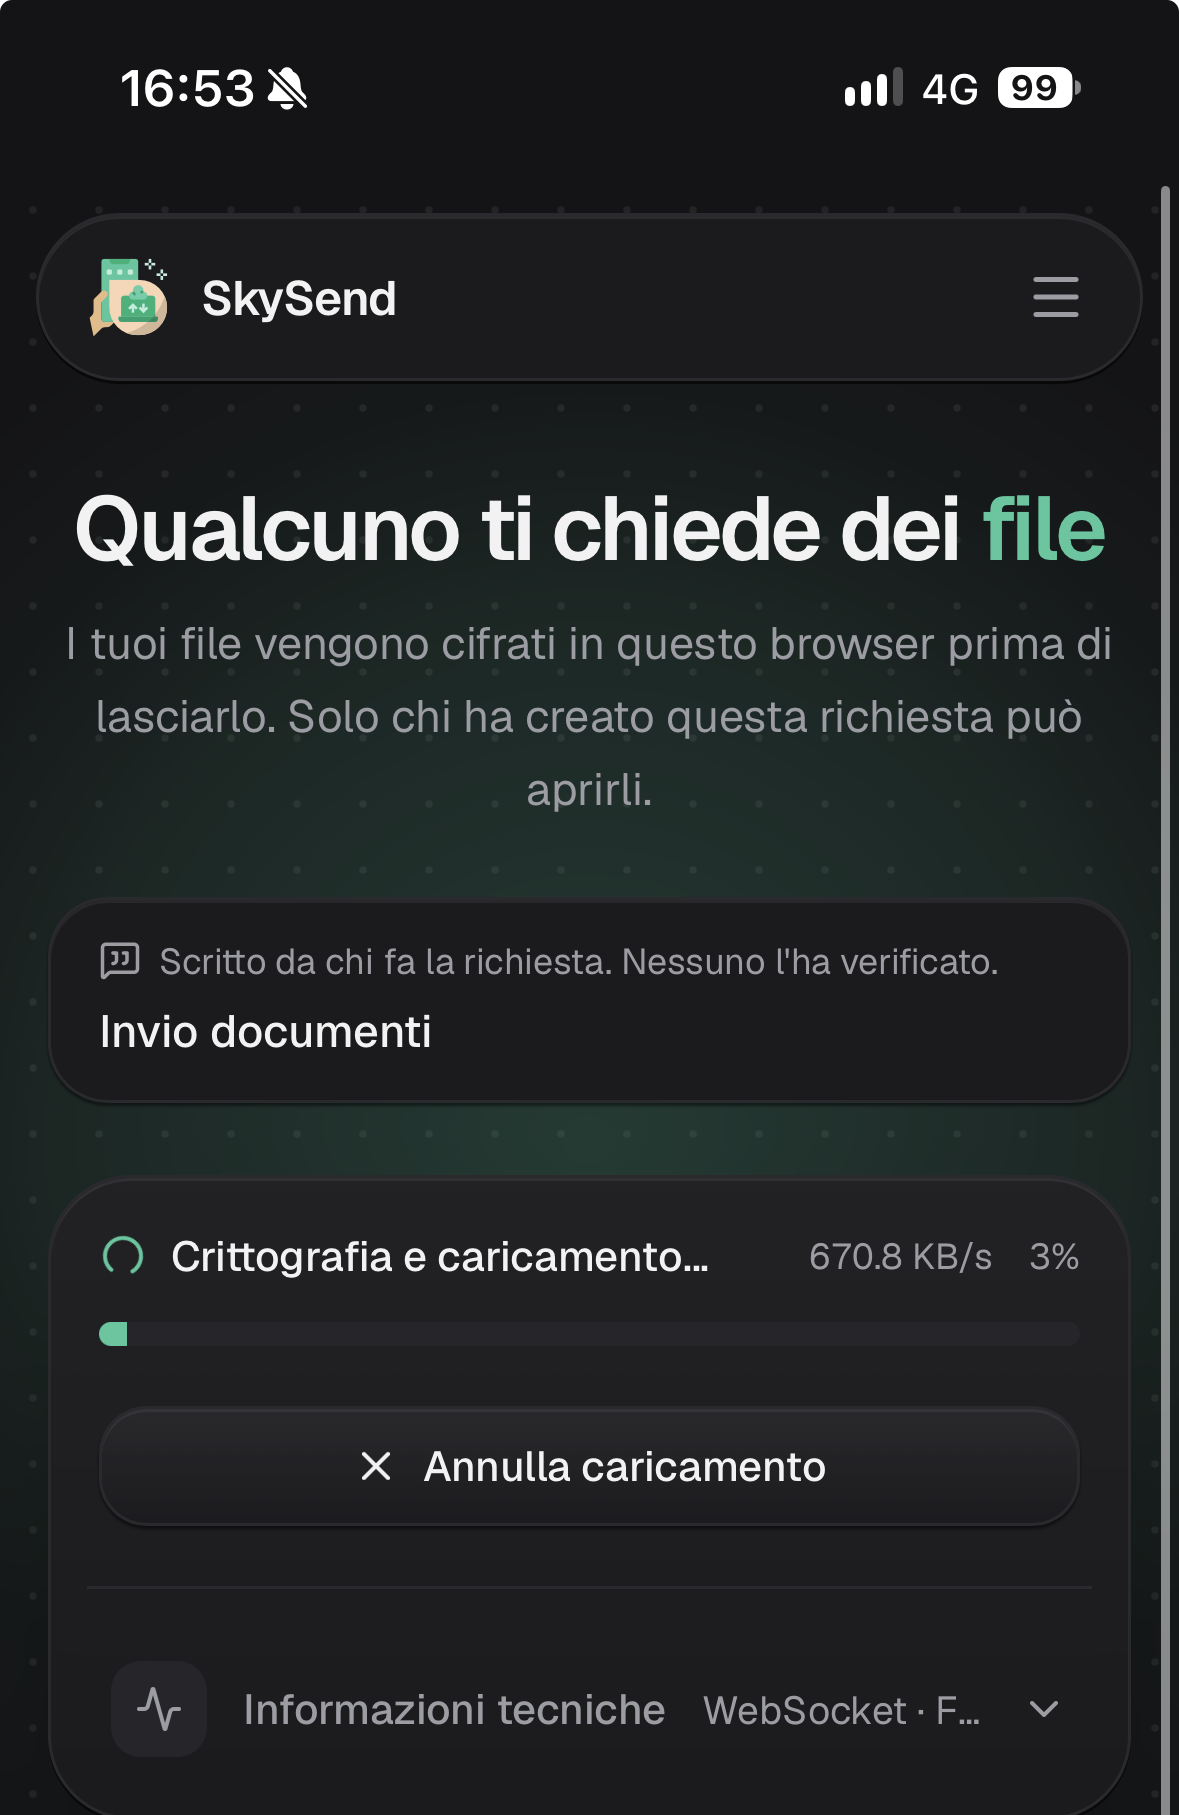 16:53
4G
99
SkySend
Qualcuno ti chiede dei file
I tuoi file vengono cifrati in questo browser prima di
lasciarlo. Solo chi ha creato questa richiesta può
aprirli.
Scritto da chi fa la richiesta. Nessuno l'ha verificato.
Invio documenti
Crittografia e caricamento... 670.8 KB/s 3%
Annulla caricamento
Informazioni tecniche WebSocket · F...